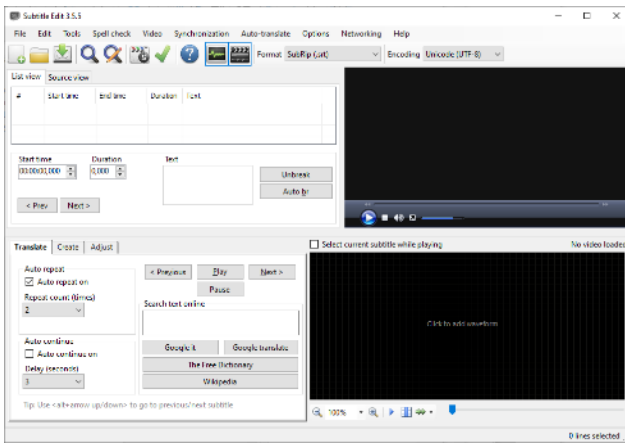 Subtitle Edit 3.5.5
File Edit Tools Spell check Video Synchronization Auto-translate Options Networking Help
Format SubRip (.srt) Encoding Unicode (UTF-8)
List view Source view
# Start time End time Duration Text
Start time Duration Text
00:00:00,000 0,000
Unbreak
Auto br
< Prev Next >
Translate Create Adjust
Select current subtitle while playing No video loaded
Auto repeat
Auto repeat on
Repeat count (times)
2
< Previous Play Next >
Pause
Search text online
Auto continue
Auto continue on
Delay (seconds)
3
Google it Google translate
The Free Dictionary
Wikipedia
Tip: Use <alt+arrow up/down> to go to previous/next subtitle
Click to add waveform
100%
0 lines selected